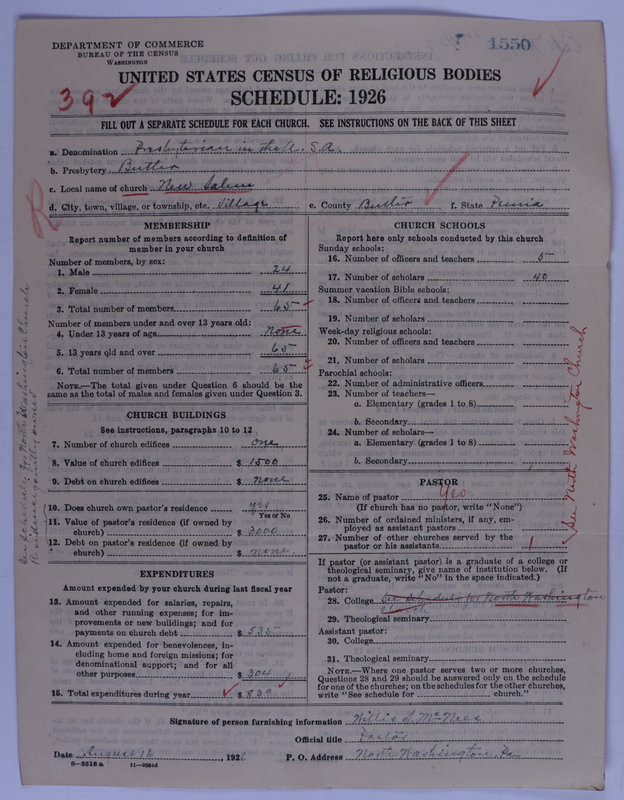 DEPARTMENT OF COMMERCE
BUREAU OF THE CENSUS
WASHINGTON
1550
UNITED STATES CENSUS OF RELIGIOUS BODIES
SCHEDULE: 1926
392
FILL OUT A SEPARATE SCHEDULE FOR EACH CHURCH. SEE INSTRUCTIONS ON THE BACK OF THIS SHEET
a. Denomination Presbyterian in the U.S.A.
b. Presbytery Butler
c. Local name of church New Salem
d. City, town, village, or township, etc. Village e. County Butler f. State Penna
R
MEMBERSHIP
Report number of members according to definition of member in your church
Number of members, by sex:
1. Male 24
2. Female 41
3. Total number of members 65
Number of members under and over 13 years old:
4. Under 13 years of age none
5. 13 years old and over 65
6. Total number of members 65
NOTE.—The total given under Question 6 should be the
same as the total of males and females given under Question 3.
CHURCH BUILDINGS
See instructions, paragraphs 10 to 12
7. Number of church edifices one
8. Value of church edifices $ 1500
9. Debt on church edifices $ none
10. Does church own pastor's residence yes
Yes or No
11. Value of pastor's residence (if owned by
church) $ 3000
12. Debt on pastor's residence (if owned by
church) $ none
See schedule for North Washington Church
Residence jointly owned
EXPENDITURES
Amount expended by your church during last fiscal year
13. Amount expended for salaries, repairs,
and other running expenses; for im-
provements or new buildings; and for
payments on church debt $ 535
14. Amount expended for benevolences, in-
cluding home and foreign missions; for
denominational support; and for all
other purposes $ 304
15. Total expenditures during year $ 839
CHURCH SCHOOLS
Report here only schools conducted by this church
Sunday schools:
16. Number of officers and teachers 5
17. Number of scholars 40
Summer vacation Bible schools:
18. Number of officers and teachers
19. Number of scholars
Week-day religious schools:
20. Number of officers and teachers
21. Number of scholars
Parochial schools:
22. Number of administrative officers
23. Number of teachers—
a. Elementary (grades 1 to 8)
b. Secondary
24. Number of scholars—
a. Elementary (grades 1 to 8)
b. Secondary
PASTOR
25. Name of pastor Yes
(If church has no pastor, write "None")
26. Number of ordained ministers, if any, em-
ployed as assistant pastors
27. Number of other churches served by the
pastor or his assistants 1
See North Washington Church
If pastor (or assistant pastor) is a graduate of a college or
theological seminary, give name of institution below. (If
not a graduate, write "No" in the space indicated.)
Pastor:
28. College See schedule for North Washington
Church
29. Theological seminary
Assistant pastor:
30. College
31. Theological seminary
NOTE.—Where one pastor serves two or more churches,
Questions 28 and 29 should be answered only on the schedule
for one of the churches; on the schedules for the other churches,
write "See schedule for church."
Signature of person furnishing information Willis S. McNees
Official title Pastor
Date August 16, 1926 P. O. Address North Washington, Pa
8—5518a 11—9554d